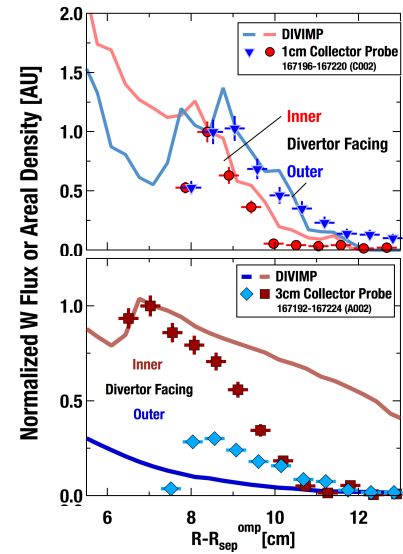 Normalized W Flux or Areal Density [AU]
2.0
1.5
1.0
0.5
0.0
DIVIMP
1cm Collector Probe
167196-167220 (C002)
Inner
Divertor Facing
Outer
1.0
0.5
0.0
DIVIMP
3cm Collector Probe
167192-167224 (A002)
Inner
Divertor Facing
Outer
6 8 10 12
R-Rsep omp [cm]